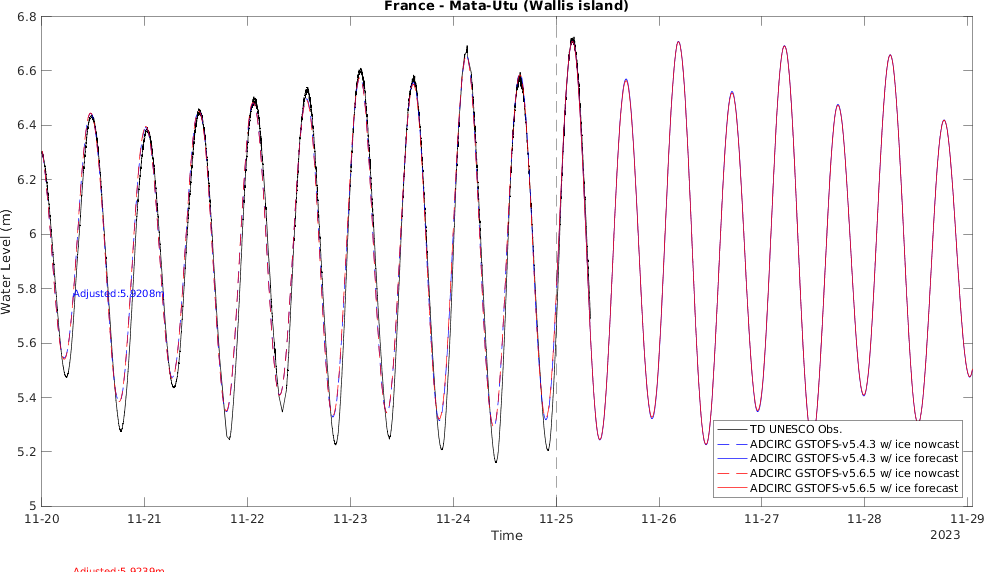 France - Mata-Utu (Wallis island)
6.8
6.6
6.4
6.2
6
5.8
5.6
5.4
5.2
5
Water Level (m)
Adjusted:5.9208m
TD UNESCO Obs.
ADCIRC GSTOFS-v5.4.3 w/ ice nowcast
ADCIRC GSTOFS-v5.4.3 w/ ice forecast
ADCIRC GSTOFS-v5.6.5 w/ ice nowcast
ADCIRC GSTOFS-v5.6.5 w/ ice forecast
11-20 11-21 11-22 11-23 11-24 11-25 11-26 11-27 11-28 11-29
Time
2023
Adjusted:5.9239m